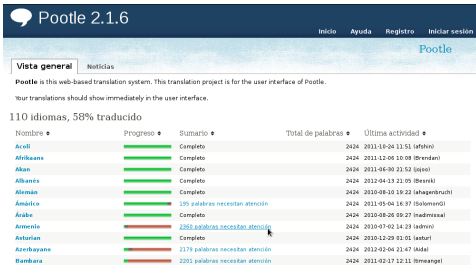 Pootle 2.1.6
Inicio Ayuda Registro Iniciar sesión
Pootle
Vista general Noticias
Pootle is this web-based translation system. This translation project is for the user interface of Pootle.
Your translations should show immediately in the user interface.
110 idiomas, 58% traducido
Nombre Progreso Sumario Total de palabras Última actividad
Acoli Completo 2424 2011-10-24 11:51 (afshin)
Afrikaans Completo 2424 2011-12-06 10:08 (Brendan)
Akan Completo 2424 2011-06-30 21:52 (jojoo)
Albanés Completo 2424 2012-04-13 21:05 (Besnik)
Alemán Completo 2424 2010-08-10 19:22 (ahagenbruch)
Ámárico 195 palabras necesitan atención 2424 2011-05-04 16:37 (SolomonG)
Árabe Completo 2424 2010-08-26 09:27 (nadimissa)
Armenio 2360 palabras necesitan atención 2424 2010-07-02 14:23 (admin)
Asturian Completo 2424 2010-12-29 01:01 (astur)
Azerbayano 2179 palabras necesitan atención 2424 2012-02-04 21:47 (Aida)
Bambara 2201 palabras necesitan atención 2424 2011-02-17 12:11 (timeange)